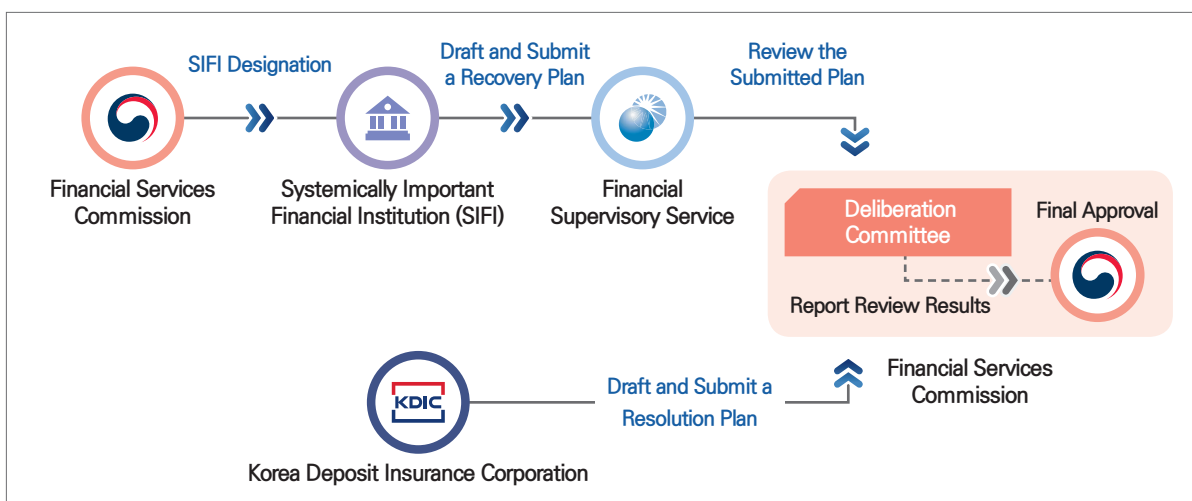 SIFI Designation
Draft and Submit
a Recovery Plan
Review the
Submitted Plan
Financial Services
Commission
Systemically Important
Financial Institution (SIFI)
Financial
Supervisory Service
Deliberation
Committee
Final Approval
Report Review Results
Financial Services
Commission
KDIC
Draft and Submit a
Resolution Plan
Korea Deposit Insurance Corporation